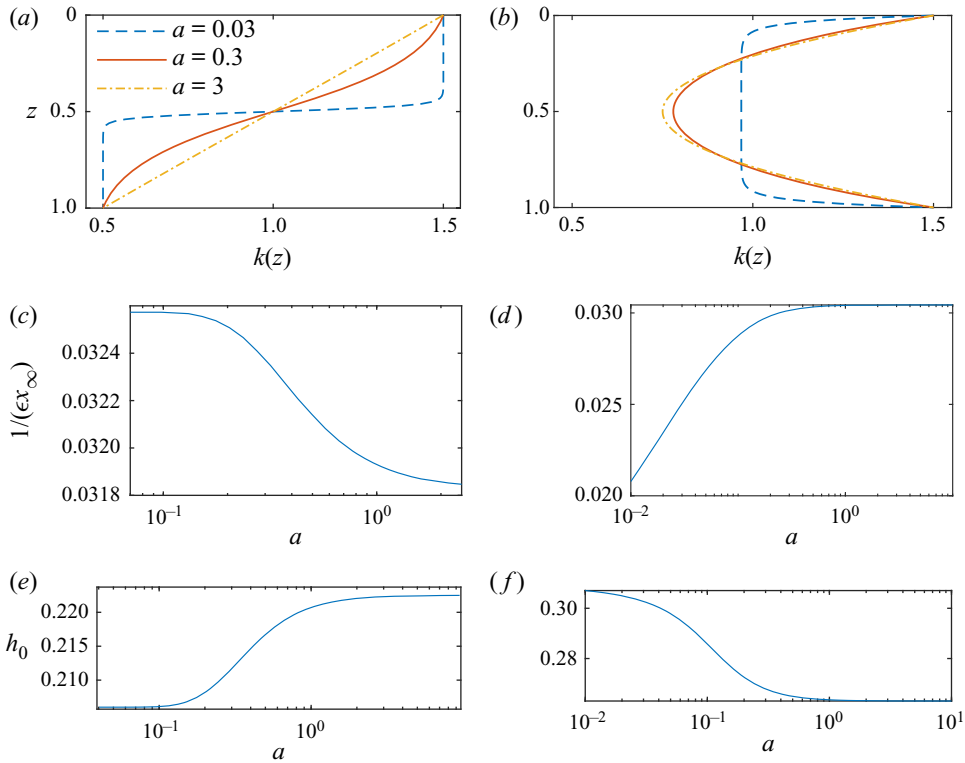 (a)
0
0.5
1.0
z
a = 0.03
a = 0.3
a = 3
0.5
1.0
1.5
k(z)
(b)
0
0.5
1.0
0.5
1.0
1.5
k(z)
(c)
1/(ϵx∞)
0.0324
0.0322
0.0320
0.0318
10⁻¹
10⁰
a
(d)
0.030
0.025
0.020
10⁻²
10⁰
a
(e)
h₀
0.220
0.215
0.210
10⁻¹
10⁰
a
(f)
0.30
0.28
10⁻²
10⁻¹
10⁰
10¹
a